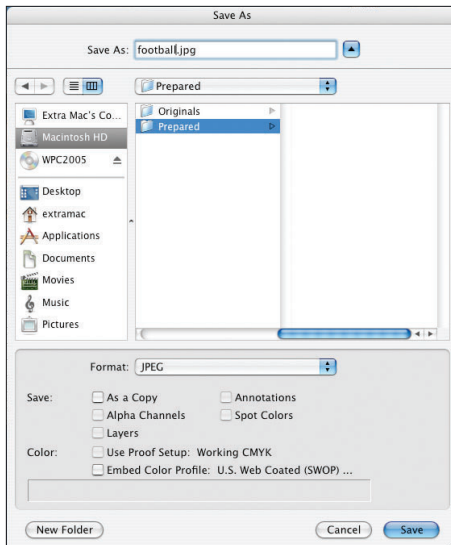 Save As
Save As: football.jpg
Prepared
Extra Mac's Co...
Macintosh HD
WPC2005
Desktop
extramac
Applications
Documents
Movies
Music
Pictures
Originals
Prepared
Format: JPEG
Save: As a Copy Annotations
Alpha Channels Spot Colors
Layers
Color: Use Proof Setup: Working CMYK
Embed Color Profile: U.S. Web Coated (SWOP) ...
New Folder Cancel Save